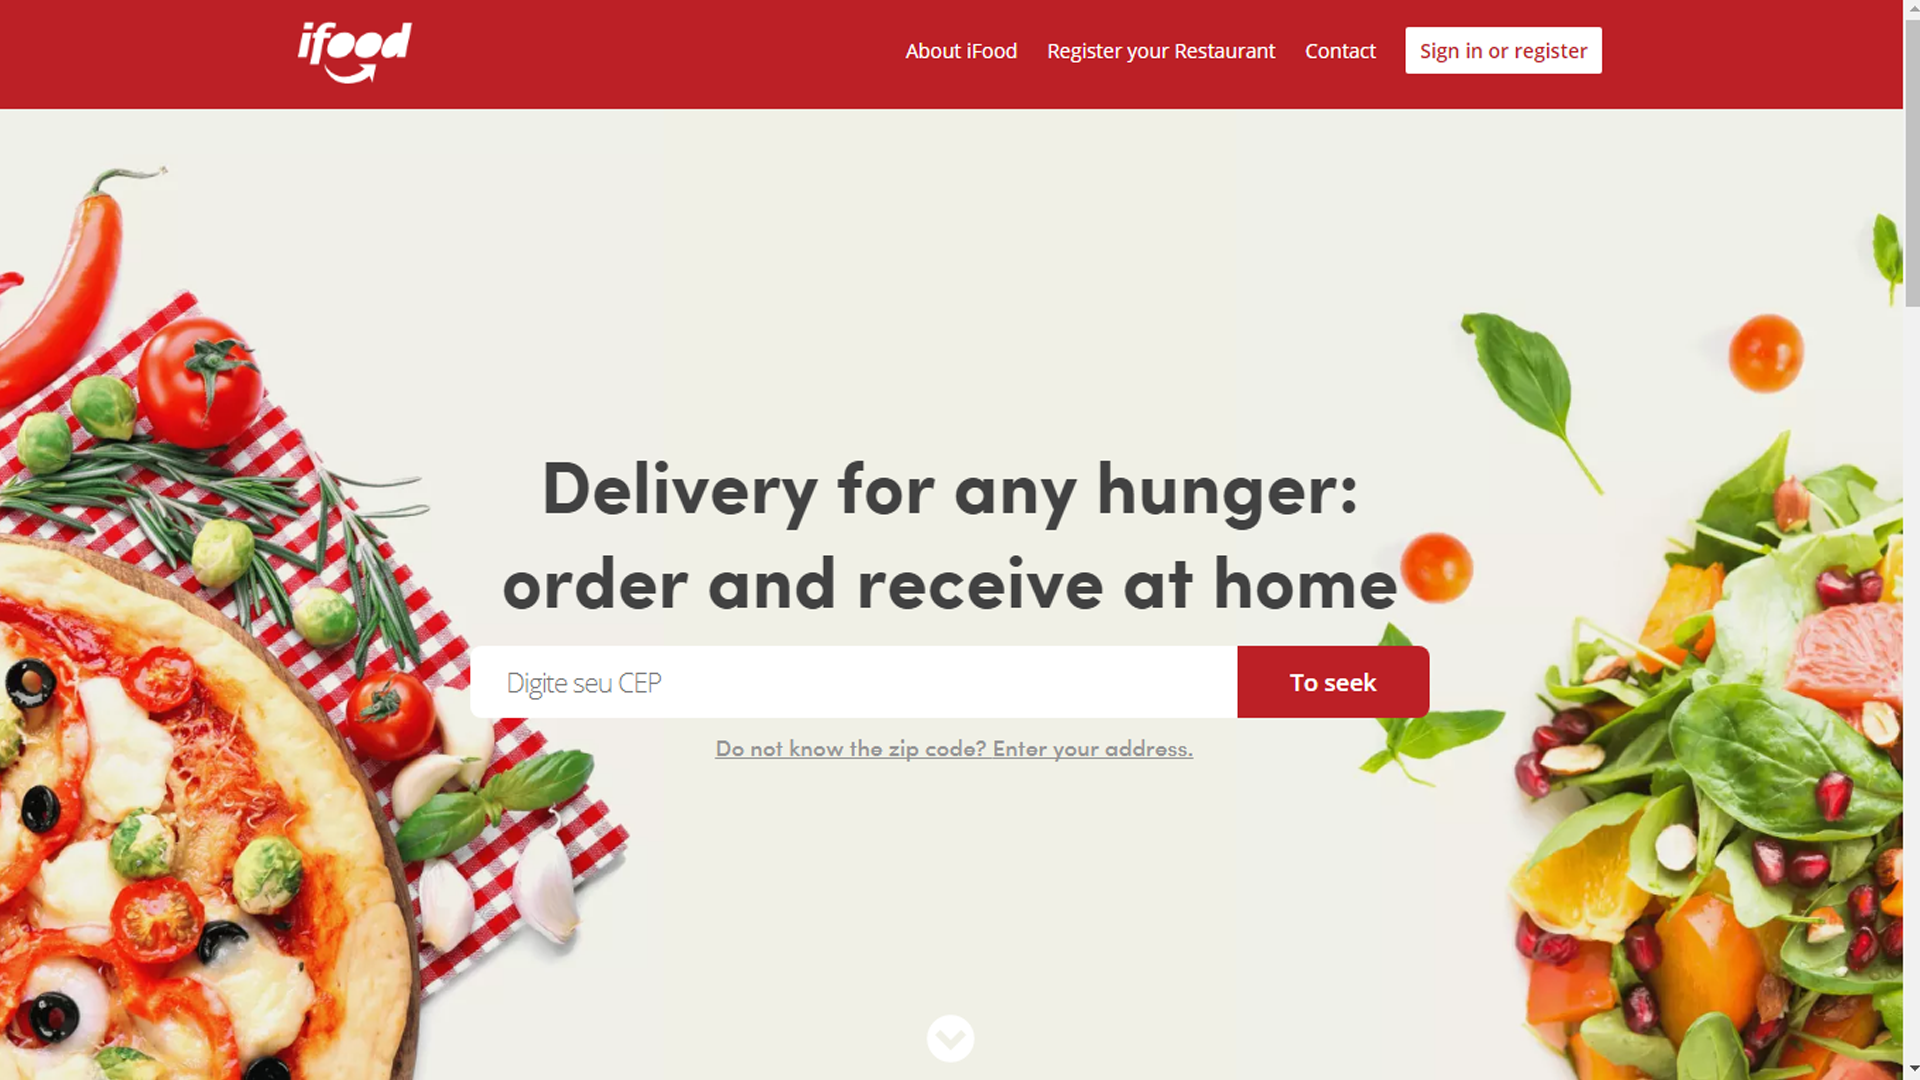 ifood
About iFood
Register your Restaurant
Contact
Sign in or register
Delivery for any hunger:
order and receive at home
Digite seu CEP
To seek
Do not know the zip code? Enter your address.